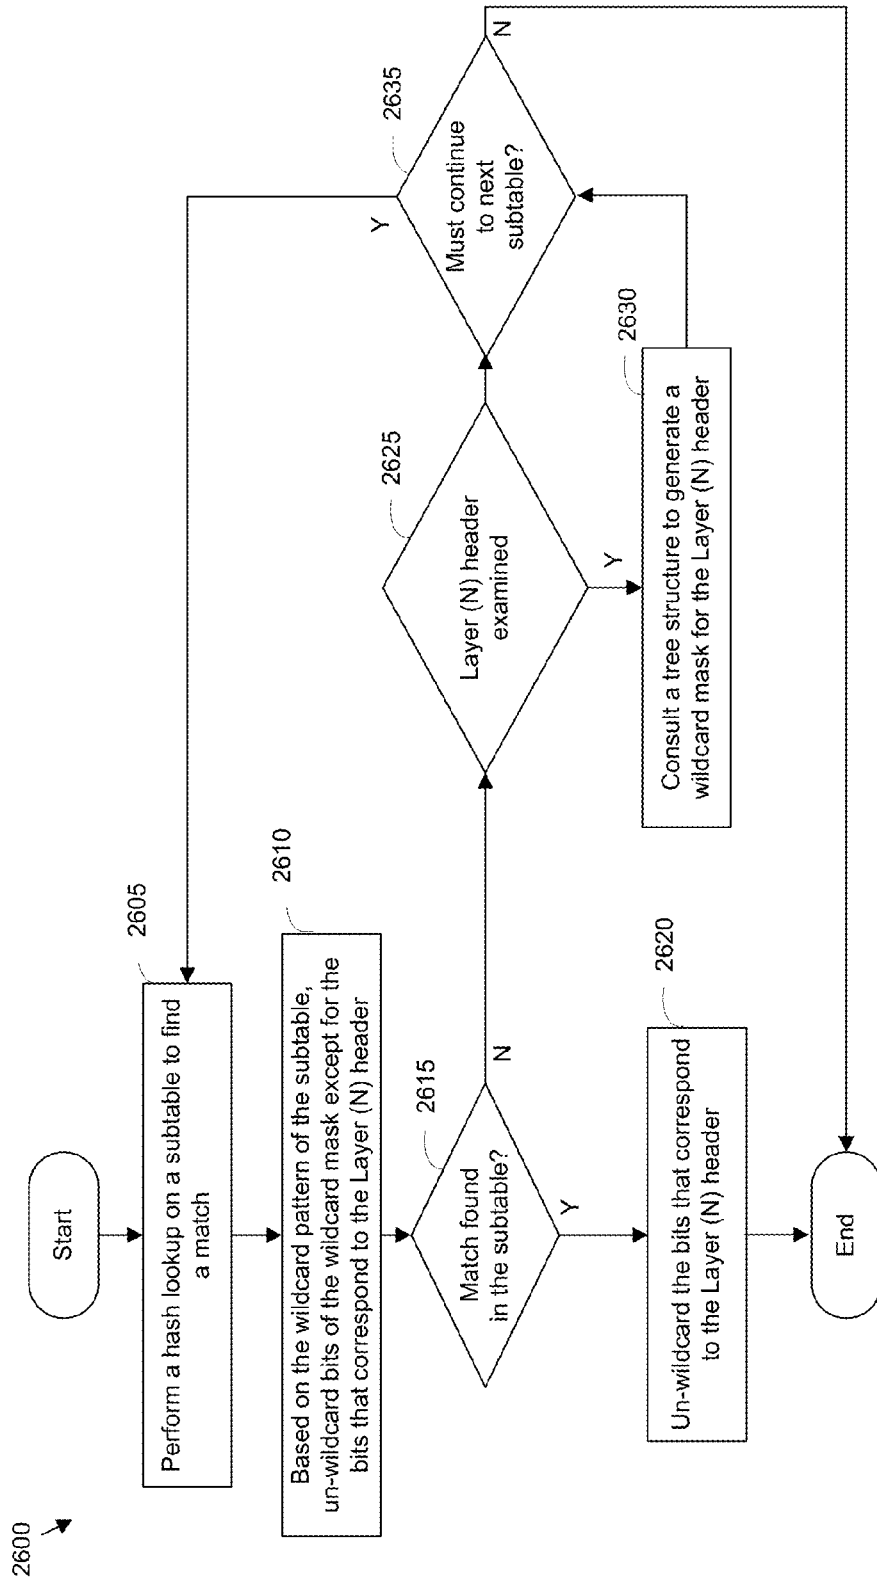 2600
Start
2605
Perform a hash lookup on a subtable to find
a match
2610
Based on the wildcard pattern of the subtable,
un-wildcard bits of the wildcard mask except for the
bits that correspond to the Layer (N) header
2615
Match found
in the subtable?
N
Y
2620
Un-wildcard the bits that correspond
to the Layer (N) header
End
2625
Layer (N) header
examined
Y
2630
Consult a tree structure to generate a
wildcard mask for the Layer (N) header
2635
Must continue
to next
subtable?
Y
N